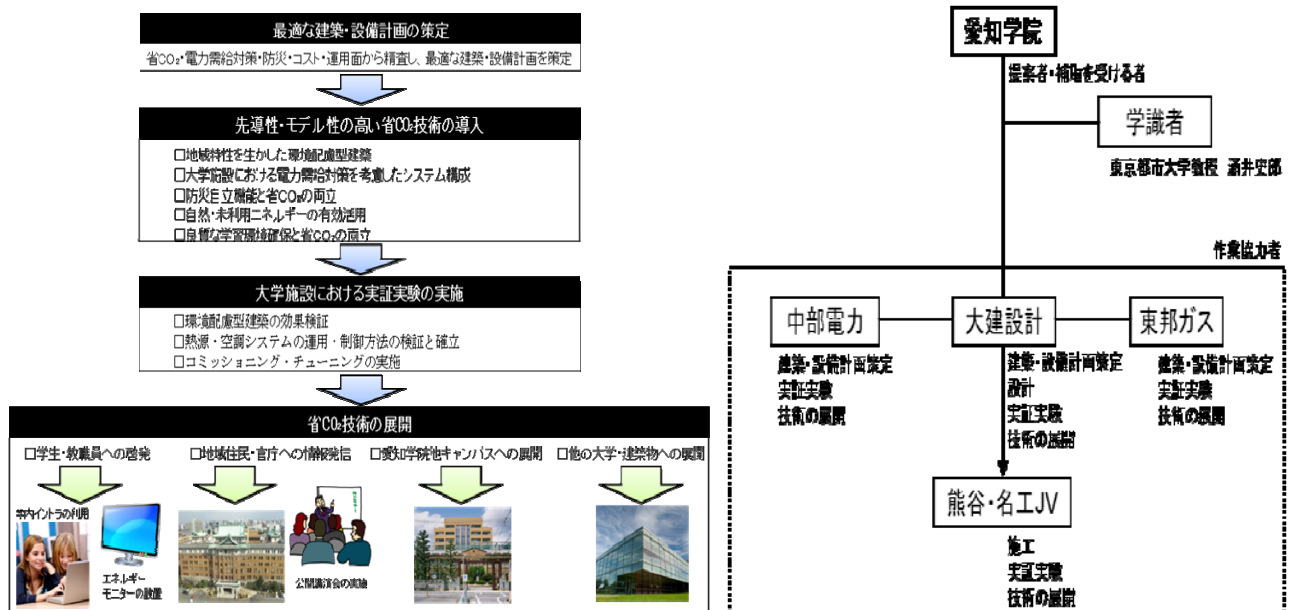 最適な建築・設備計画の策定
省CO₂・電力需給対策・防災・コスト・運用面から精査し、最適な建築・設備計画を策定
先導性・モデル性の高い省CO₂技術の導入
□地域特性を生かした環境配慮型建築
□大学施設における電力需給対策を考慮したシステム構成
□防災自立機能と省CO₂の両立
□自然・未利用エネルギーの有効活用
□良質な学習環境確保と省CO₂の両立
大学施設における実証実験の実施
□環境配慮型建築の効果検証
□熱源・空調システムの運用・制御方法の検証と確立
□コミッショニング・チューニングの実施
省CO₂技術の展開
□学生・教職員への啓発
□地域住民・官庁への情報発信
□愛知学院他キャンパスへの展開
□他の大学・建築物への展開
学内イントラの利用
エネルギー
モニターの設置
公開講演会の実施
愛知学院
提案者・補助を受ける者
学識者
東京都市大学教授
作業協力者
中部電力
建築・設備計画策定
実証実験
技術の展開
大建設計
建築・設備計画策定
設計
実証実験
技術の展開
東邦ガス
建築・設備計画策定
実証実験
技術の展開
熊谷・名工JV
施工
実証実験
技術の展開